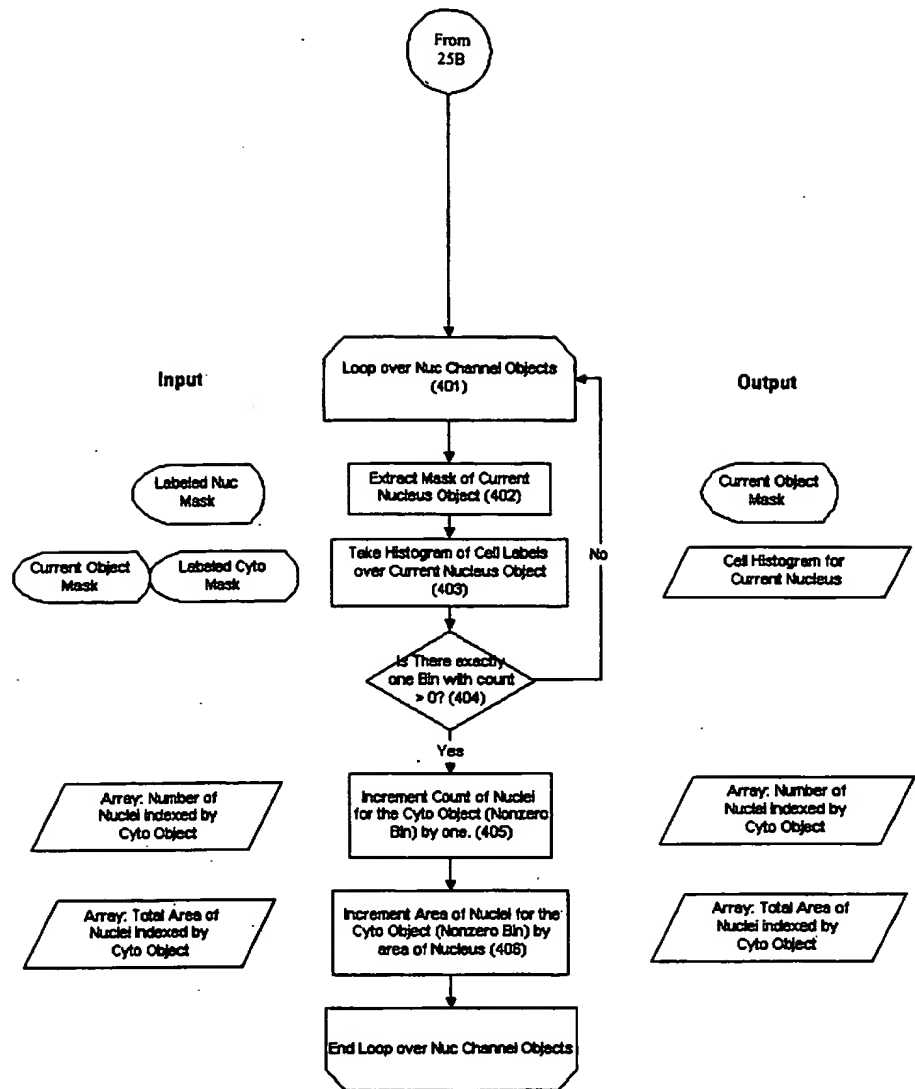 From
25B
Input
Loop over Nuc Channel Objects
(401)
Output
Labeled Nuc
Mask
Extract Mask of Current
Nucleus Object (402)
Current Object
Mask
Current Object
Mask
Labeled Cyto
Mask
Take Histogram of Cell Labels
over Current Nucleus Object
(403)
No
Cell Histogram for
Current Nucleus
Is There exactly
one Bin with count
> 0? (404)
Yes
Array: Number of
Nuclei Indexed by
Cyto Object
Increment Count of Nuclei
for the Cyto Object (Nonzero
Bin) by one. (405)
Array: Number of
Nuclei Indexed by
Cyto Object
Array: Total Area of
Nuclei Indexed by
Cyto Object
Increment Area of Nuclei for the
Cyto Object (Nonzero Bin) by
area of Nucleus (406)
Array: Total Area of
Nuclei Indexed by
Cyto Object
End Loop over Nuc Channel Objects